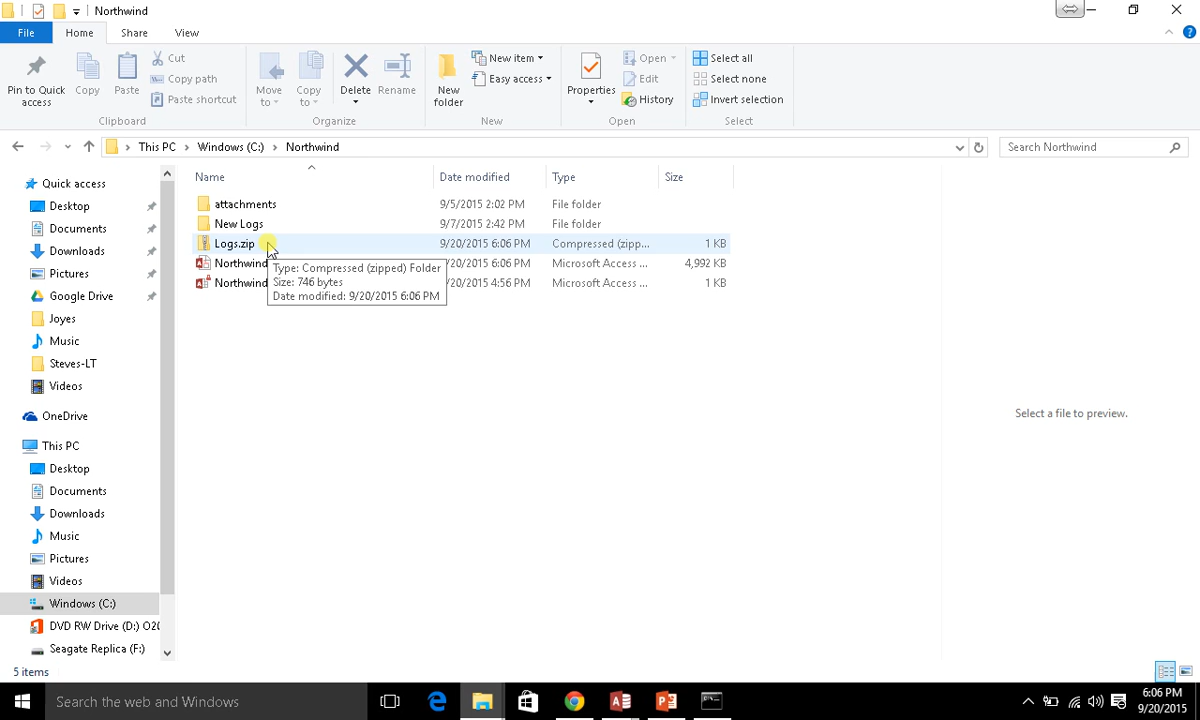 Northwind
File Home Share View
Pin to Quick access
Copy
Paste
Cut
Copy path
Paste shortcut
Clipboard
Move to
Copy to
Delete
Rename
Organize
New folder
New item
Easy access
New
Properties
Open
Edit
History
Open
Select all
Select none
Invert selection
Select
This PC > Windows (C:) > Northwind
Search Northwind
Name Date modified Type Size
attachments 9/5/2015 2:02 PM File folder
New Logs 9/7/2015 2:42 PM File folder
Logs.zip 9/20/2015 6:06 PM Compressed (zipp... 1 KB
Northwind /20/2015 6:06 PM Microsoft Access ... 4,992 KB
Northwind /20/2015 4:56 PM Microsoft Access ... 1 KB
Type: Compressed (zipped) Folder
Size: 746 bytes
Date modified: 9/20/2015 6:06 PM
Quick access
Desktop
Documents
Downloads
Pictures
Google Drive
Joyes
Music
Steves-LT
Videos
OneDrive
This PC
Desktop
Documents
Downloads
Music
Pictures
Videos
Windows (C:)
DVD RW Drive (D:) O20
Seagate Replica (F:)
Select a file to preview.
5 items
Search the web and Windows
6:06 PM
9/20/2015